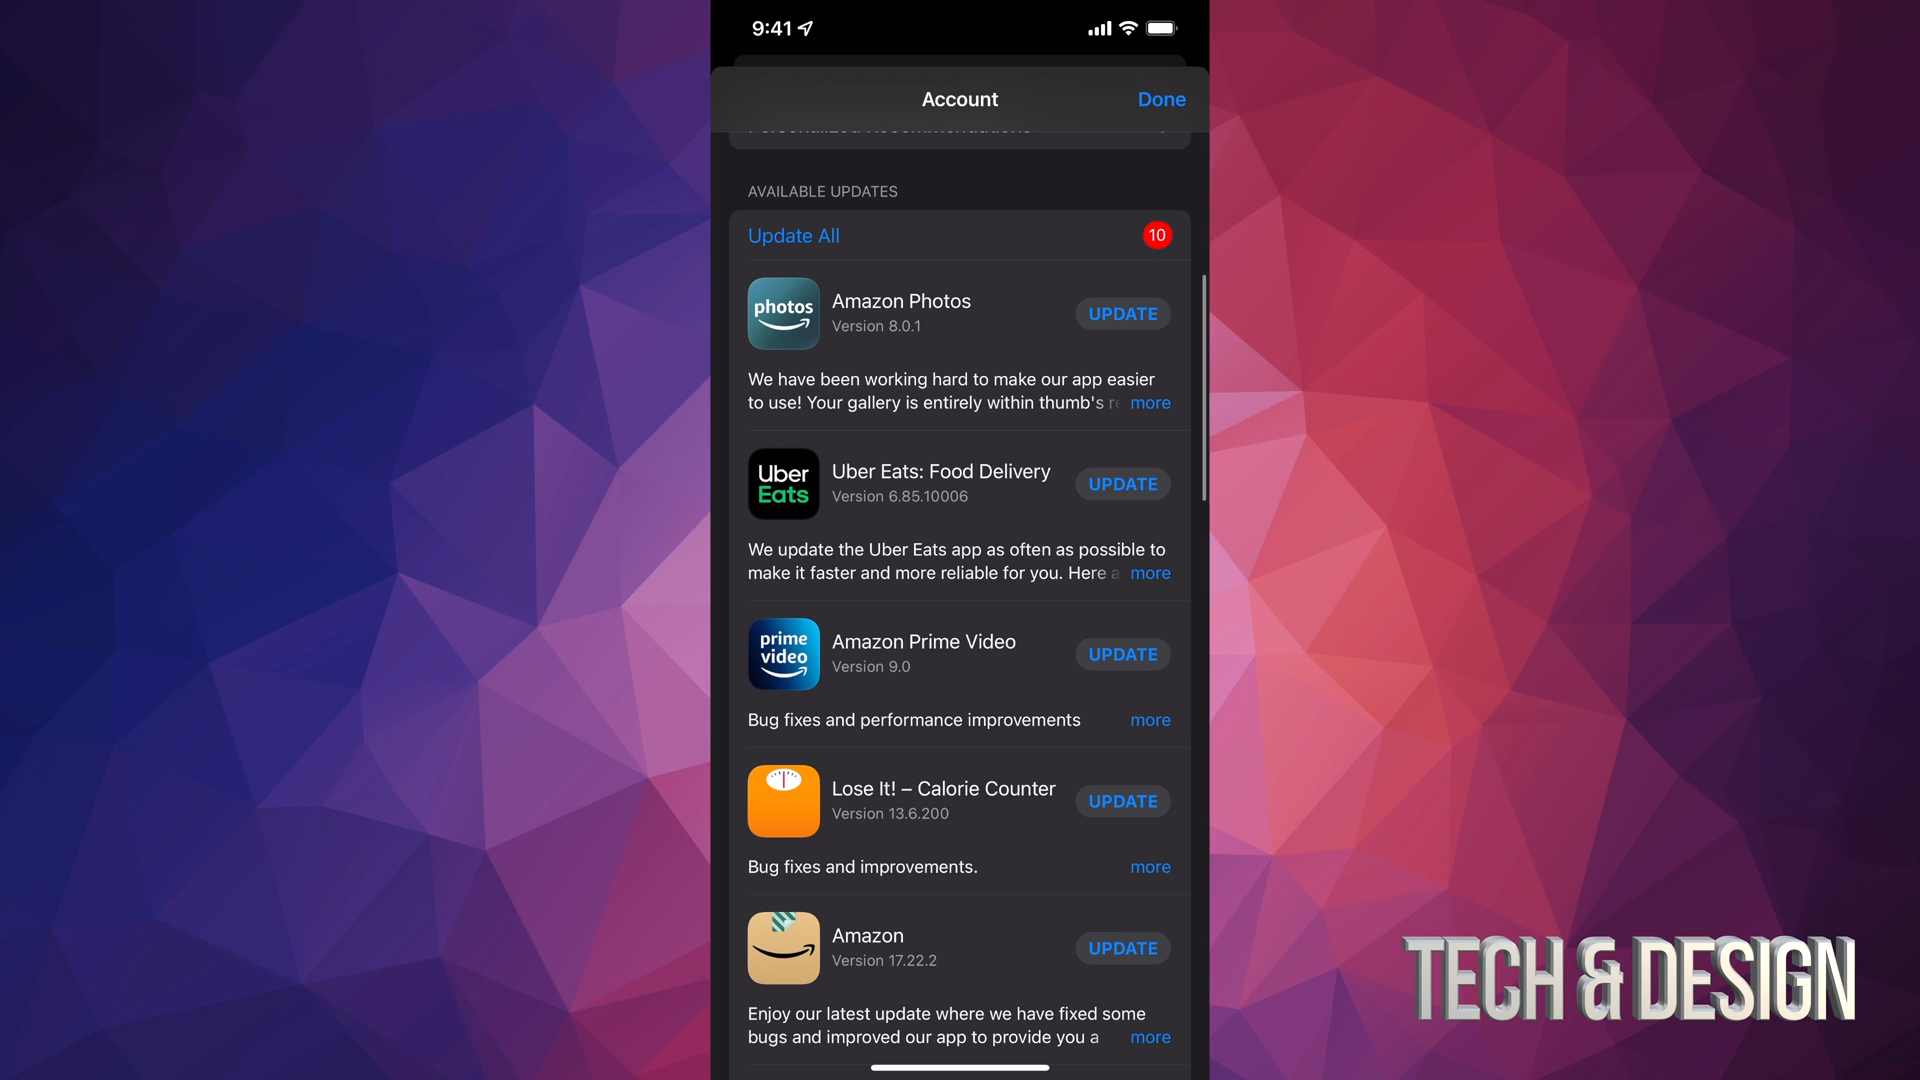 9:41
Account
Done
Personalized Recommendations
AVAILABLE UPDATES
Update All
10
photos
Amazon Photos
Version 8.0.1
UPDATE
We have been working hard to make our app easier
to use! Your gallery is entirely within thumb's re
more
Uber
Eats
Uber Eats: Food Delivery
Version 6.85.10006
UPDATE
We update the Uber Eats app as often as possible to
make it faster and more reliable for you. Here a
more
prime
video
Amazon Prime Video
Version 9.0
UPDATE
Bug fixes and performance improvements
more
Lose It! – Calorie Counter
Version 13.6.200
UPDATE
Bug fixes and improvements.
more
Amazon
Version 17.22.2
UPDATE
Enjoy our latest update where we have fixed some
bugs and improved our app to provide you a
more
TECH & DESIGN